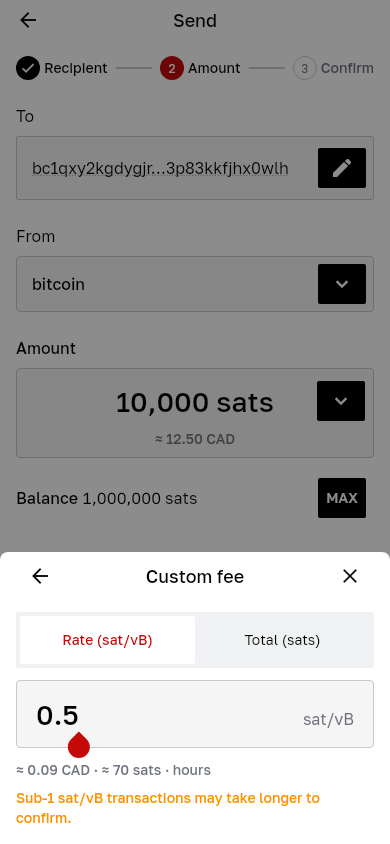 Send
Recipient
2 Amount
3 Confirm
To
bc1qxy2kgdygjr...3p83kkfjhx0wlh
From
bitcoin
Amount
10,000 sats
≈ 12.50 CAD
Balance 1,000,000 sats
MAX
Custom fee
Rate (sat/vB)
Total (sats)
0.5
sat/vB
≈ 0.09 CAD · ≈ 70 sats · hours
Sub-1 sat/vB transactions may take longer to
confirm.